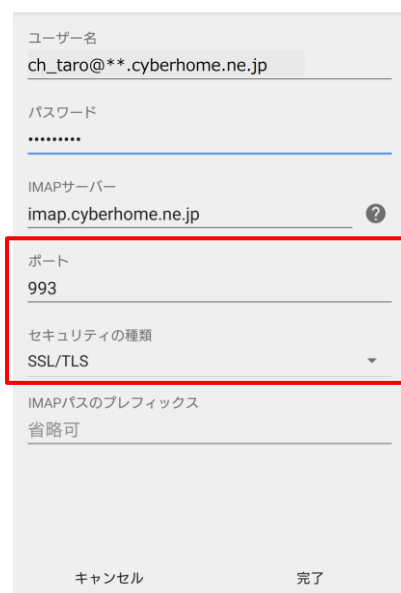 ユーザー名
ch_taro@**.cyberhome.ne.jp
パスワード
•••••••••
IMAPサーバー
imap.cyberhome.ne.jp
?
ポート
993
セキュリティの種類
SSL/TLS
IMAPパスのプレフィックス
省略可
キャンセル 完了